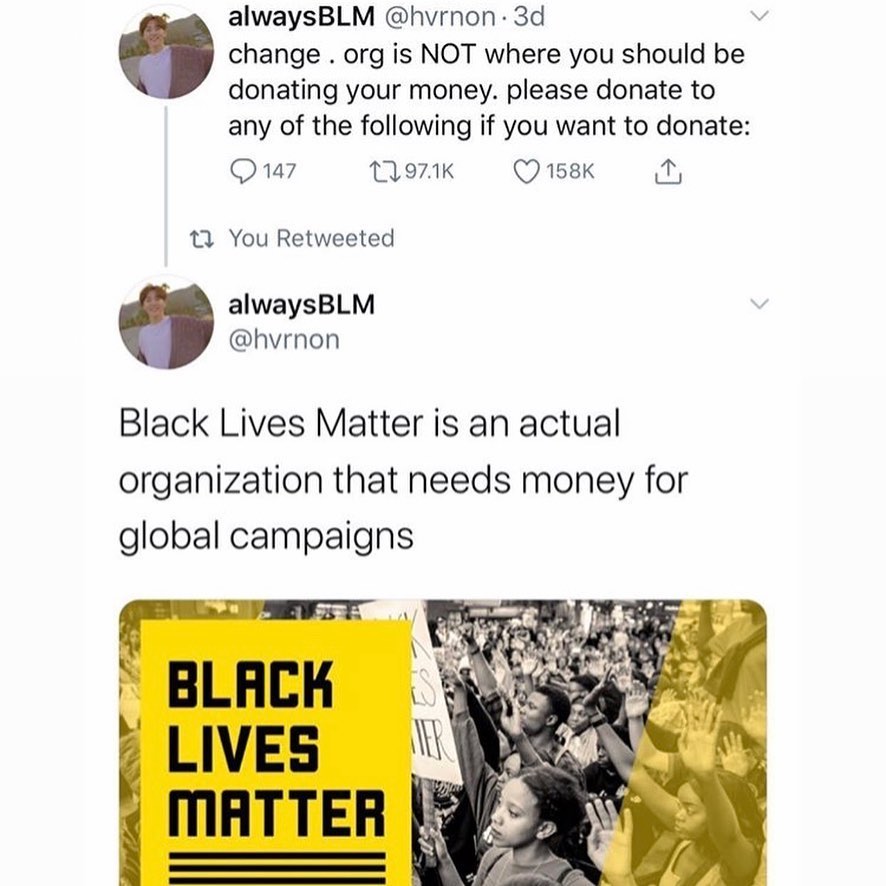 alwaysBLM @hvrnon · 3d
change . org is NOT where you should be
donating your money. please donate to
any of the following if you want to donate:
147 97.1K 158K
You Retweeted
alwaysBLM
@hvrnon
Black Lives Matter is an actual
organization that needs money for
global campaigns
BLACK
LIVES
MATTER